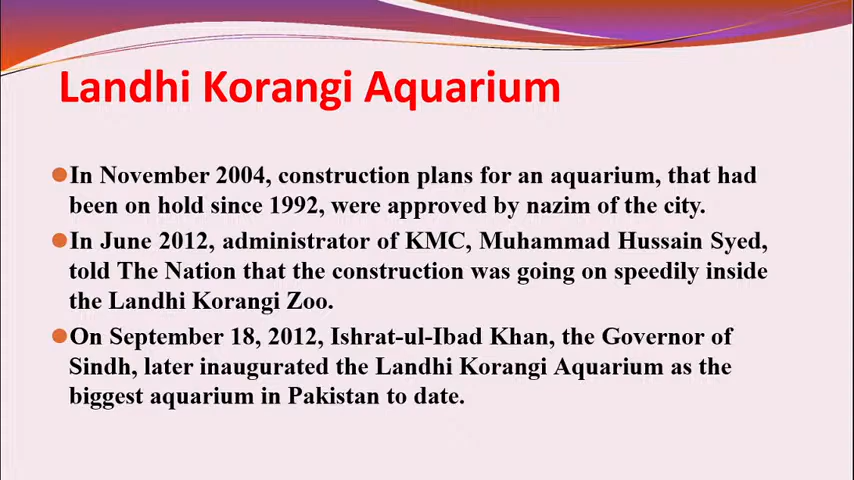 Landhi Korangi Aquarium
In November 2004, construction plans for an aquarium, that had
been on hold since 1992, were approved by nazim of the city.
In June 2012, administrator of KMC, Muhammad Hussain Syed,
told The Nation that the construction was going on speedily inside
the Landhi Korangi Zoo.
On September 18, 2012, Ishrat-ul-Ibad Khan, the Governor of
Sindh, later inaugurated the Landhi Korangi Aquarium as the
biggest aquarium in Pakistan to date.